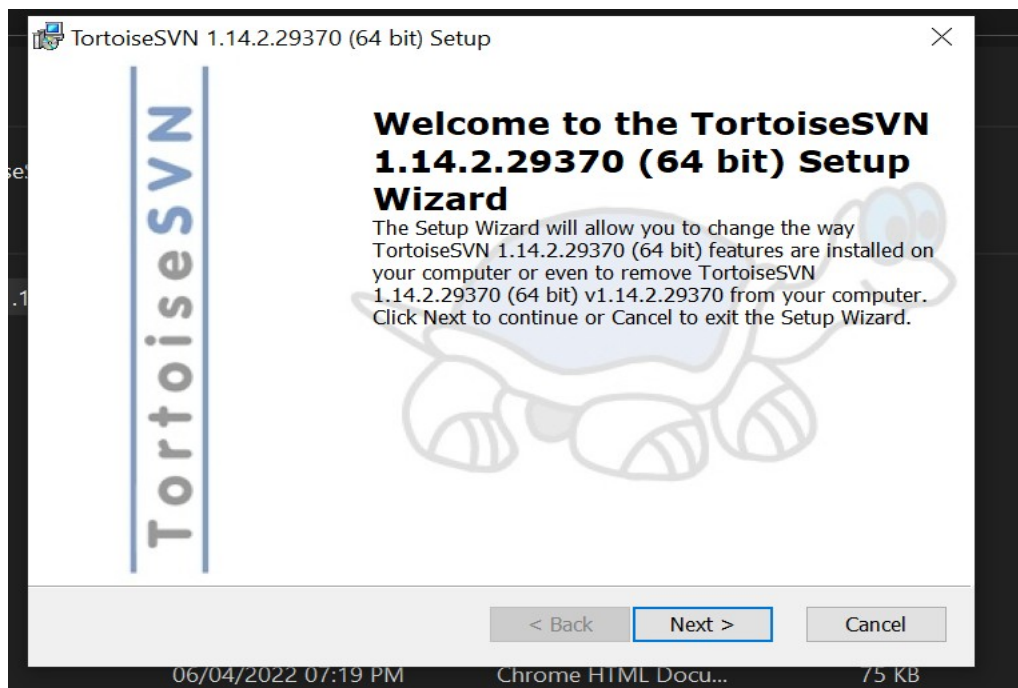 TortoiseSVN 1.14.2.29370 (64 bit) Setup
TortoiseSVN
Welcome to the TortoiseSVN
1.14.2.29370 (64 bit) Setup
Wizard
The Setup Wizard will allow you to change the way
TortoiseSVN 1.14.2.29370 (64 bit) features are installed on
your computer or even to remove TortoiseSVN
1.14.2.29370 (64 bit) v1.14.2.29370 from your computer.
Click Next to continue or Cancel to exit the Setup Wizard.
< Back
Next >
Cancel
06/04/2022 07:19 PM
Chrome HTML Docu...
75 KB